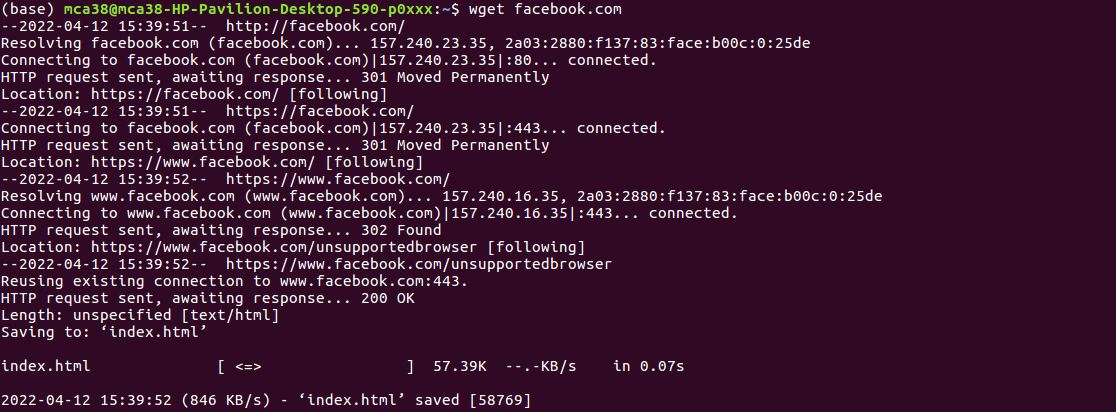 (base) mca38@mca38-HP-Pavilion-Desktop-590-p0xxx:~$ wget facebook.com
--2022-04-12 15:39:51--  http://facebook.com/
Resolving facebook.com (facebook.com)... 157.240.23.35, 2a03:2880:f137:83:face:b00c:0:25de
Connecting to facebook.com (facebook.com)|157.240.23.35|:80... connected.
HTTP request sent, awaiting response... 301 Moved Permanently
Location: https://facebook.com/ [following]
--2022-04-12 15:39:51--  https://facebook.com/
Connecting to facebook.com (facebook.com)|157.240.23.35|:443... connected.
HTTP request sent, awaiting response... 301 Moved Permanently
Location: https://www.facebook.com/ [following]
--2022-04-12 15:39:52--  https://www.facebook.com/
Resolving www.facebook.com (www.facebook.com)... 157.240.16.35, 2a03:2880:f137:83:face:b00c:0:25de
Connecting to www.facebook.com (www.facebook.com)|157.240.16.35|:443... connected.
HTTP request sent, awaiting response... 302 Found
Location: https://www.facebook.com/unsupportedbrowser [following]
--2022-04-12 15:39:52--  https://www.facebook.com/unsupportedbrowser
Reusing existing connection to www.facebook.com:443.
HTTP request sent, awaiting response... 200 OK
Length: unspecified [text/html]
Saving to: ‘index.html’
index.html              [ <=>                ]  57.39K  --.-KB/s    in 0.07s
2022-04-12 15:39:52 (846 KB/s) - ‘index.html’ saved [58769]